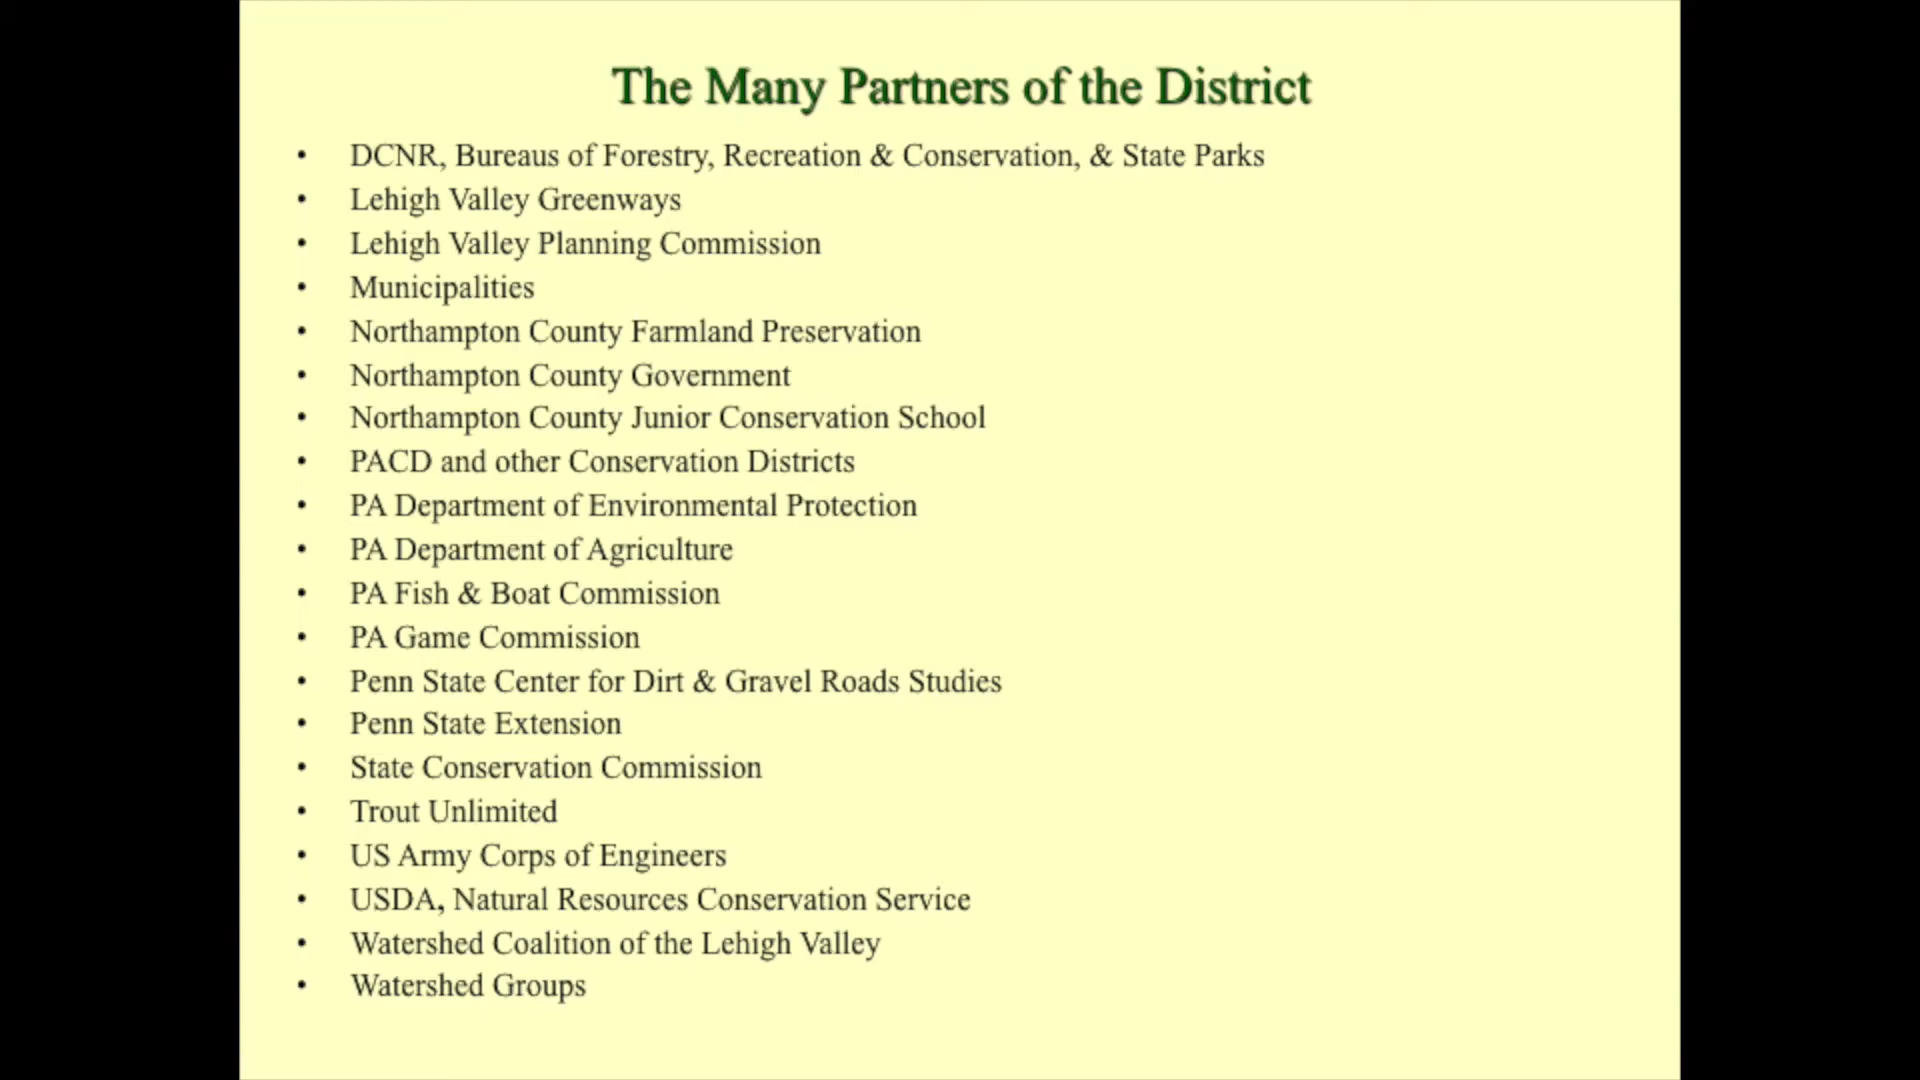 The Many Partners of the District
• DCNR, Bureaus of Forestry, Recreation & Conservation, & State Parks
• Lehigh Valley Greenways
• Lehigh Valley Planning Commission
• Municipalities
• Northampton County Farmland Preservation
• Northampton County Government
• Northampton County Junior Conservation School
• PACD and other Conservation Districts
• PA Department of Environmental Protection
• PA Department of Agriculture
• PA Fish & Boat Commission
• PA Game Commission
• Penn State Center for Dirt & Gravel Roads Studies
• Penn State Extension
• State Conservation Commission
• Trout Unlimited
• US Army Corps of Engineers
• USDA, Natural Resources Conservation Service
• Watershed Coalition of the Lehigh Valley
• Watershed Groups